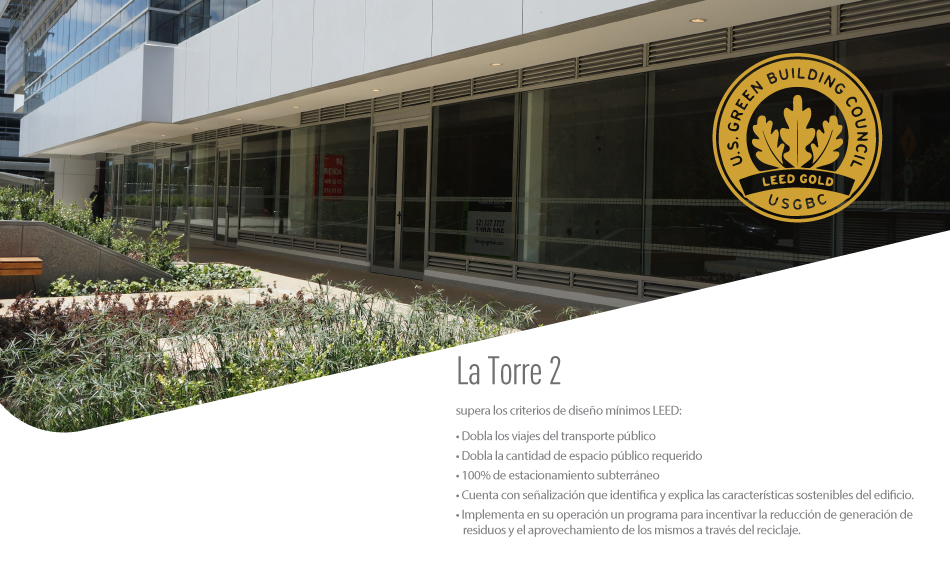 U.S. GREEN BUILDING COUNCIL
LEED GOLD
USGBC
La Torre 2
supera los criterios de diseño mínimos LEED:
• Dobla los viajes del transporte público
• Dobla la cantidad de espacio público requerido
• 100% de estacionamiento subterráneo
• Cuenta con señalización que identifica y explica las características sostenibles del edificio.
• Implementa en su operación un programa para incentivar la reducción de generación de
residuos y el aprovechamiento de los mismos a través del reciclaje.